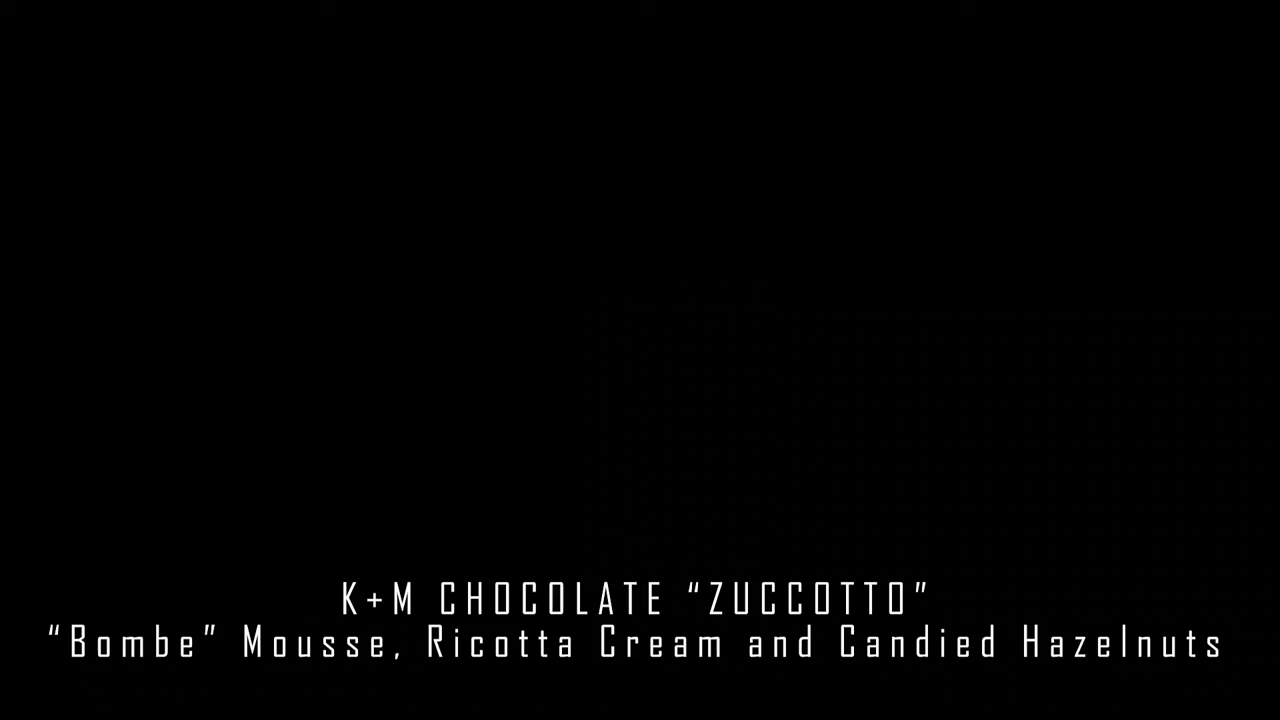 K+M CHOCOLATE “ZUCCOTTO”
“Bombe” Mousse, Ricotta Cream and Candied Hazelnuts